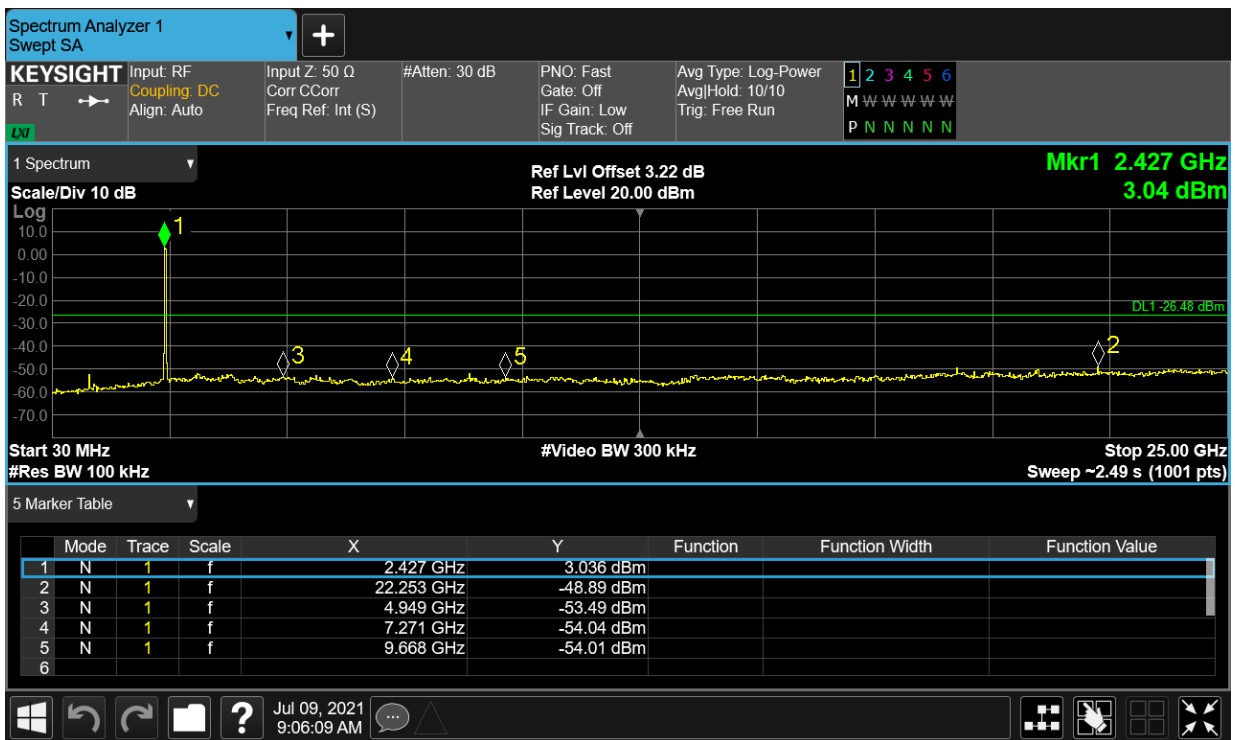 Spectrum Analyzer 1
Swept SA
KEYSIGHT
R T
LXI
Input: RF
Coupling: DC
Align: Auto
Input Z: 50 Ω
Corr CCorr
Freq Ref: Int (S)
#Atten: 30 dB
PNO: Fast
Gate: Off
IF Gain: Low
Sig Track: Off
Avg Type: Log-Power
Avg|Hold: 10/10
Trig: Free Run
1 2 3 4 5 6
M W W W W W
P N N N N N
1 Spectrum
Scale/Div 10 dB
Ref Lvl Offset 3.22 dB
Ref Level 20.00 dBm
Mkr1 2.427 GHz
3.04 dBm
Log
10.0
0.00
-10.0
-20.0
-30.0
-40.0
-50.0
-60.0
-70.0
1
3
4
5
2
DL1 -26.48 dBm
Start 30 MHz
#Video BW 300 kHz
Stop 25.00 GHz
#Res BW 100 kHz
Sweep ~2.49 s (1001 pts)
5 Marker Table
Mode Trace Scale X Y Function Function Width Function Value
1 N 1 f 2.427 GHz 3.036 dBm
2 N 1 f 22.253 GHz -48.89 dBm
3 N 1 f 4.949 GHz -53.49 dBm
4 N 1 f 7.271 GHz -54.04 dBm
5 N 1 f 9.668 GHz -54.01 dBm
6
?
Jul 09, 2021
9:06:09 AM